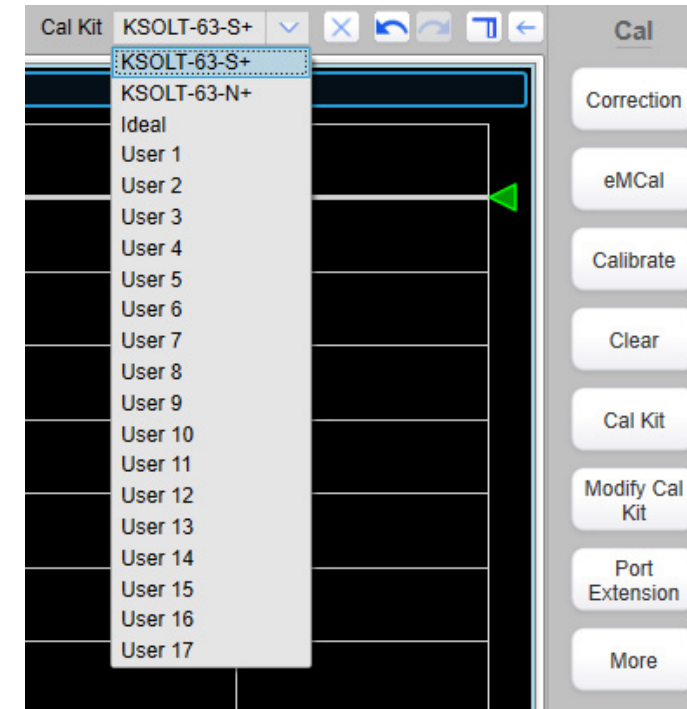 Cal Kit KSOLT-63-S+
KSOLT-63-S+
KSOLT-63-N+
Ideal
User 1
User 2
User 3
User 4
User 5
User 6
User 7
User 8
User 9
User 10
User 11
User 12
User 13
User 14
User 15
User 16
User 17
Cal
Correction
eMCal
Calibrate
Clear
Cal Kit
Modify Cal
Kit
Port
Extension
More